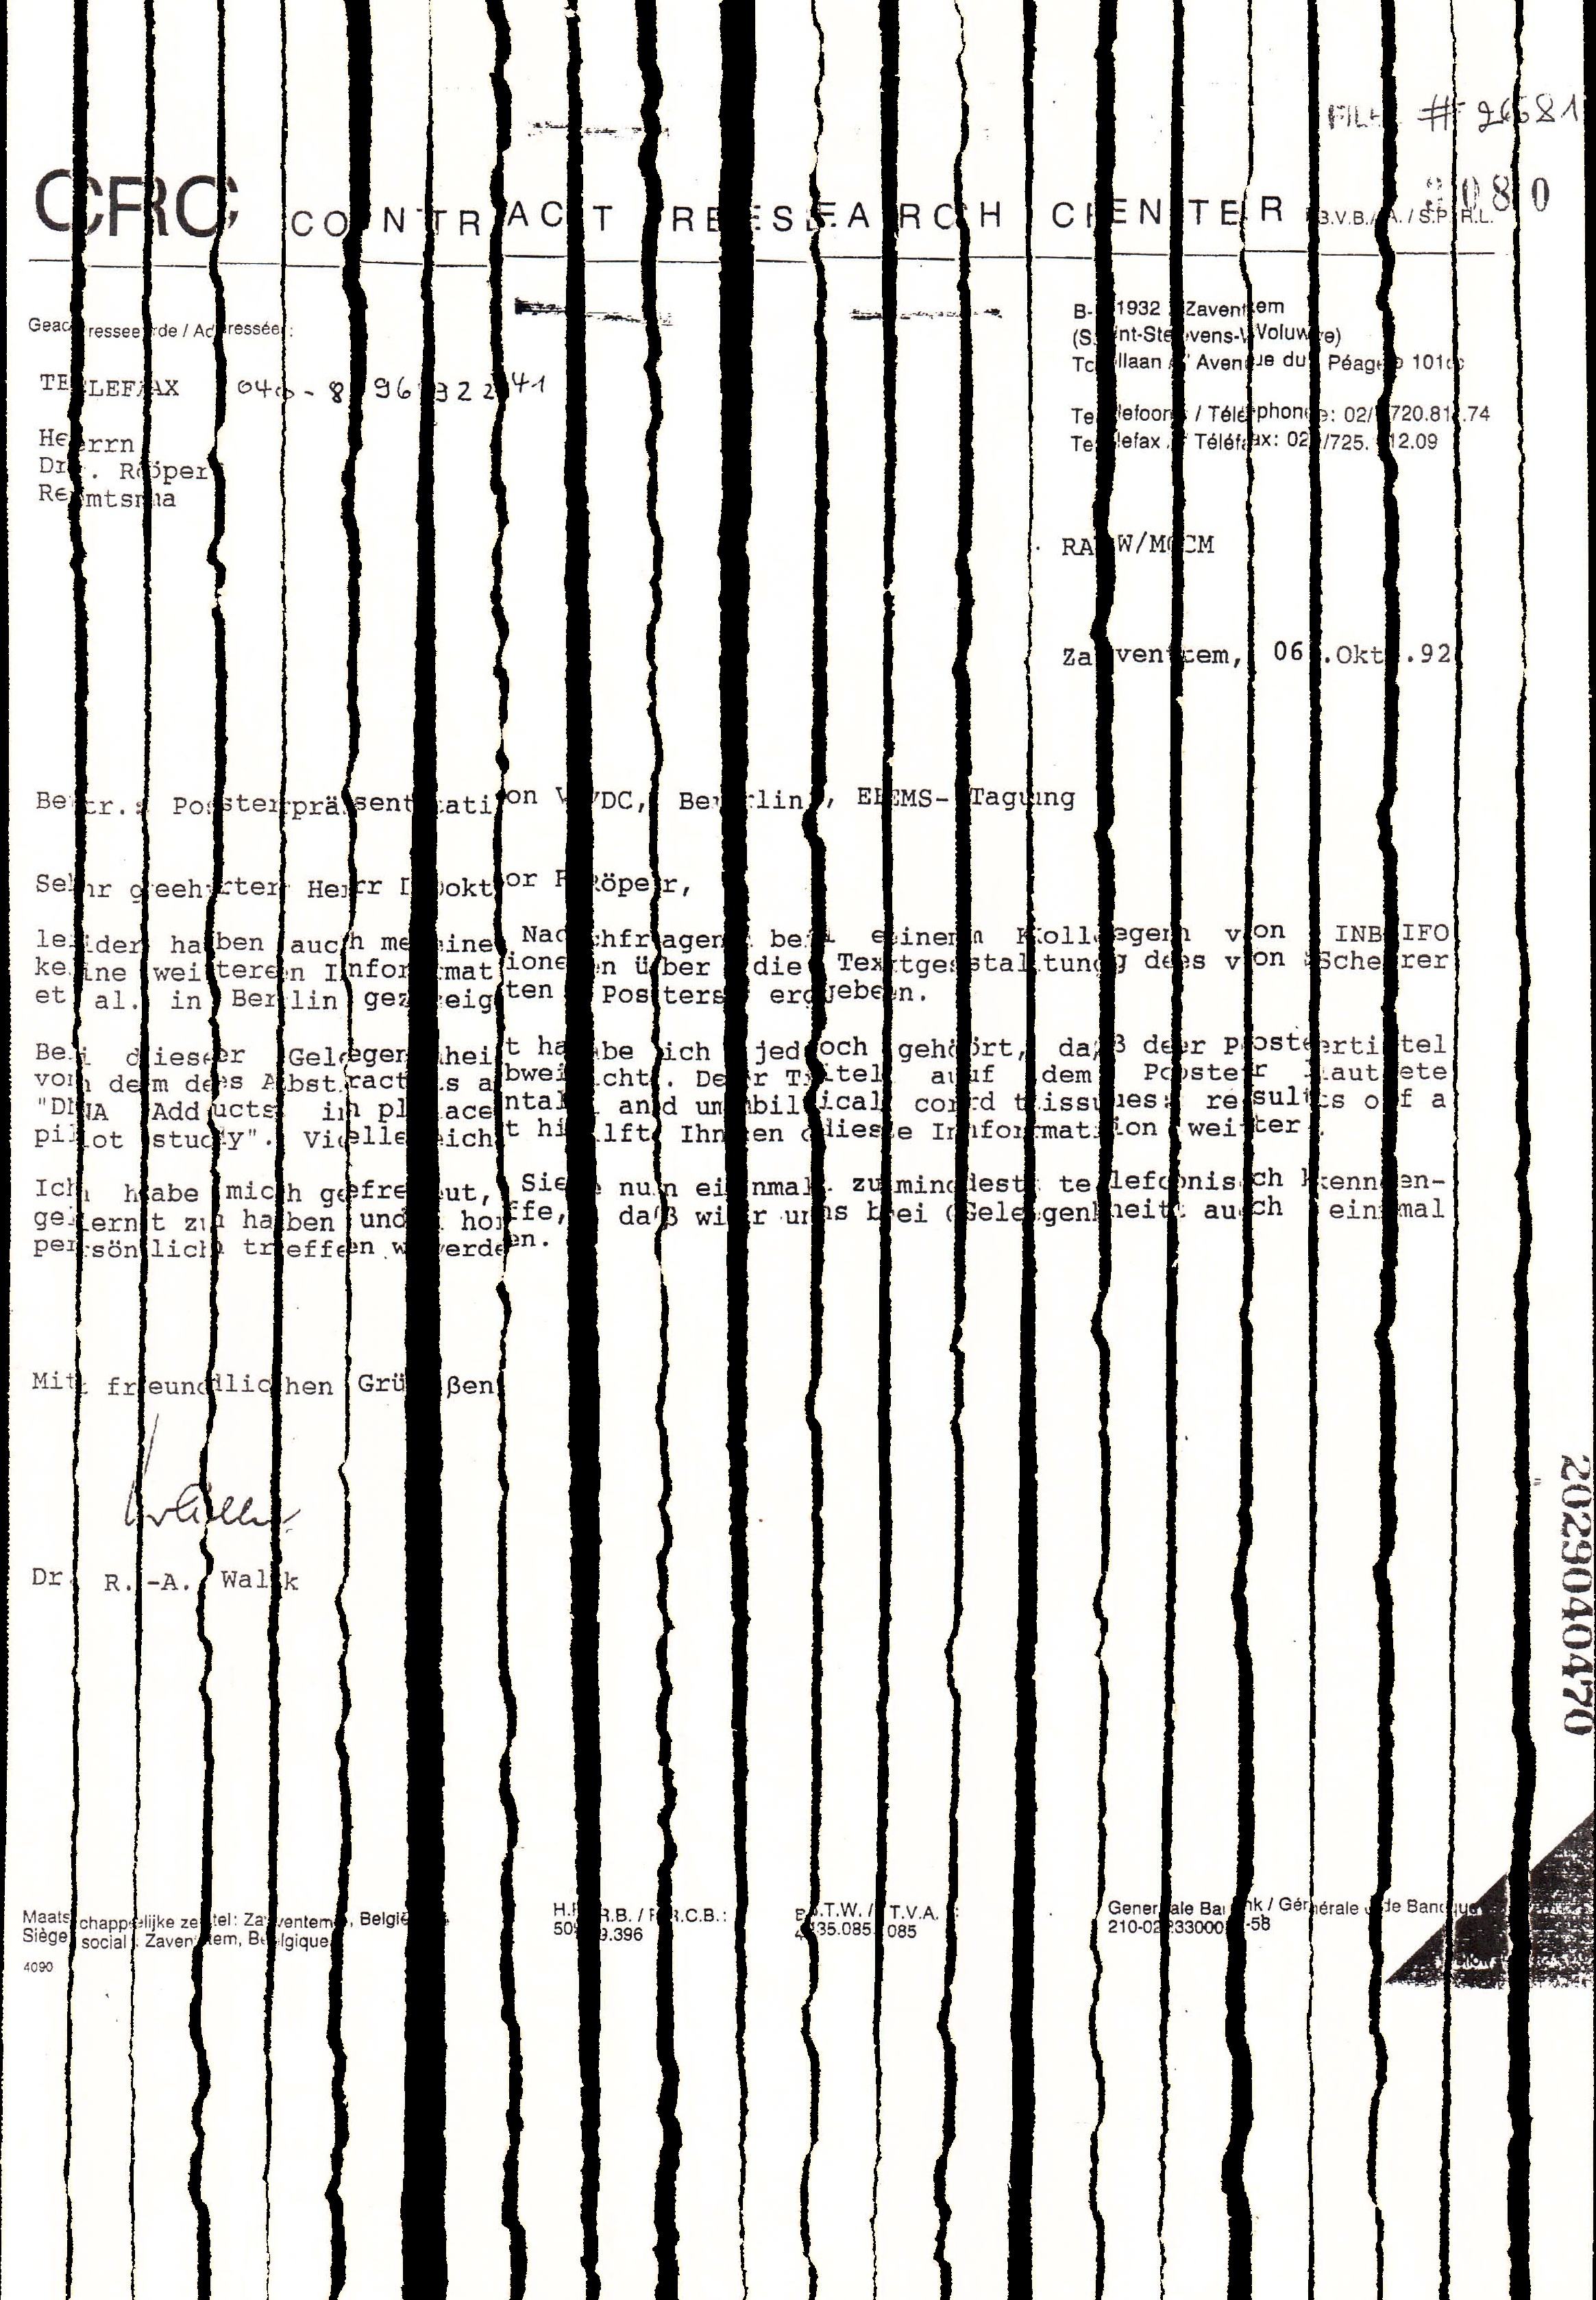 FILE # 26581
2080
CRC CONTRACT RESEARCH CENTER B.V.B.A. / S.P.R.L.
Geadresseerde / Adressée:
B-1932 Zaventem
(Sint-Stevens-Woluwe)
Tollaan / Avenue du Péage 101c
TELEFAX 040-8 96 322 41
Telefoon / Téléphone: 02/720.81.74
Telefax / Téléfax: 02/725.12.09
Herrn
Dr. Röper
Reemtsma
RAW/MCM
Zaventem, 06.Okt.92
Betr.: Posterpräsentation VDC, Berlin, EEMS-Tagung
Sehr geehrter Herr Doktor Röper,
leider haben auch meine Nachfragen bei einem Kollegen von INBIFO
keine weiteren Informationen über die Textgestaltung des von Scherer
et al. in Berlin gezeigten Posters ergeben.
Bei dieser Gelegenheit habe ich jedoch gehört, daß der Postertitel
von dem des Abstracts abweicht. Der Titel auf dem Poster lautete
"DNA Adducts in placental and umbilical cord tissues: results of a
pilot study". Vielleicht hilft Ihnen diese Information weiter.
Ich habe mich gefreut, Sie nun einmal zumindest telefonisch kennen-
gelernt zu haben und hoffe, daß wir uns bei Gelegenheit auch einmal
persönlich treffen werden.
Mit freundlichen Grüßen
Dr. R.-A. Walk
2029040470
Maatschappelijke zetel: Zaventem, België H.R.B. / R.C.B.: B.T.W. / T.V.A.: Generale Bank / Générale de Banque
Siège social: Zaventem, Belgique 509.396 435.085.085 210-0233000-58
4090